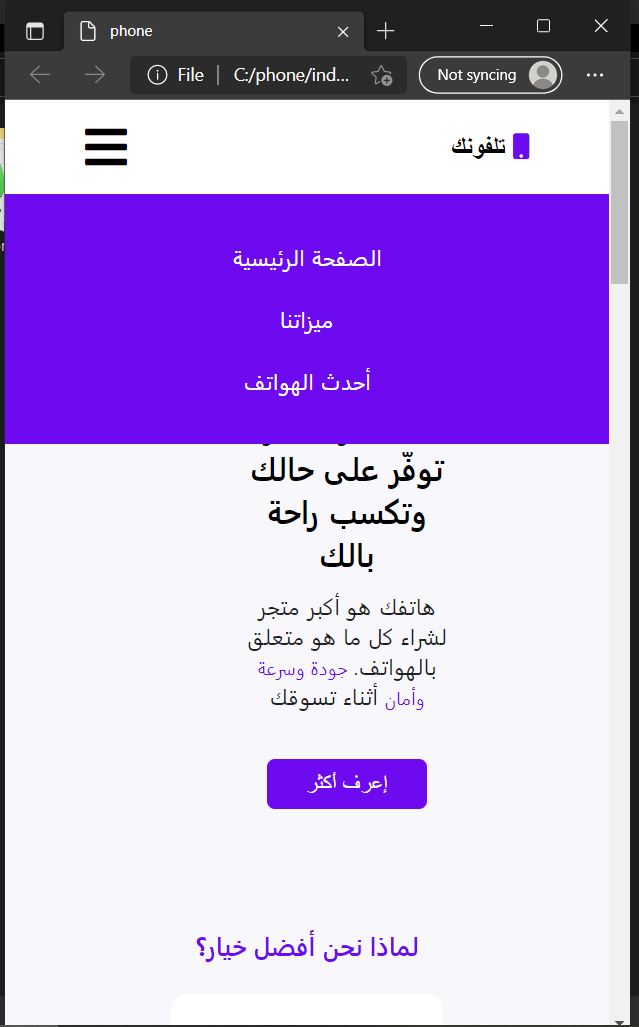 phone
File
C:/phone/ind...
Not syncing
تلفونك
الصفحة الرئيسية
ميزاتنا
أحدث الهواتف
توفّر على حالك
وتكسب راحة
بالك
هاتفك هو أكبر متجر
لشراء كل ما هو متعلق
بالهواتف. جودة وسرعة
وأمان أثناء تسوقك
إعرف أكثر
لماذا نحن أفضل خيار؟